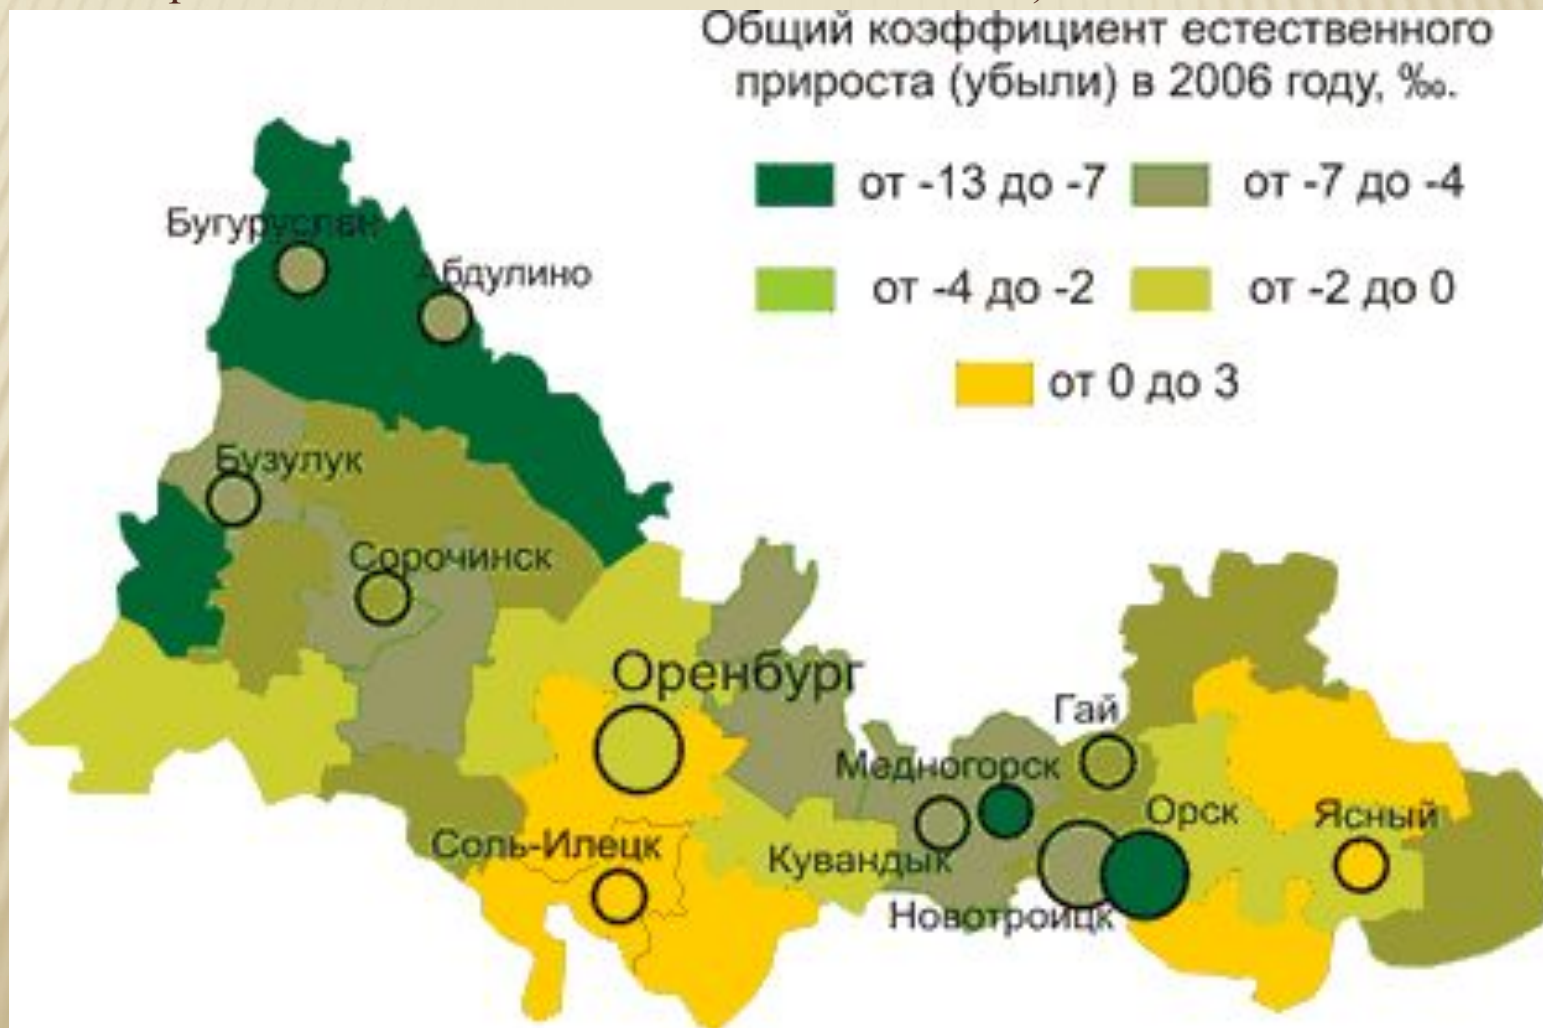 Общий коэффициент естественного
прироста (убыли) в 2006 году, ‰.
от -13 до -7
от -7 до -4
от -4 до -2
от -2 до 0
от 0 до 3
Бугуруслан
Абдулино
Бузулук
Сорочинск
Оренбург
Гай
Медногорск
Орск
Ясный
Соль-Илецк
Кувандык
Новотроицк